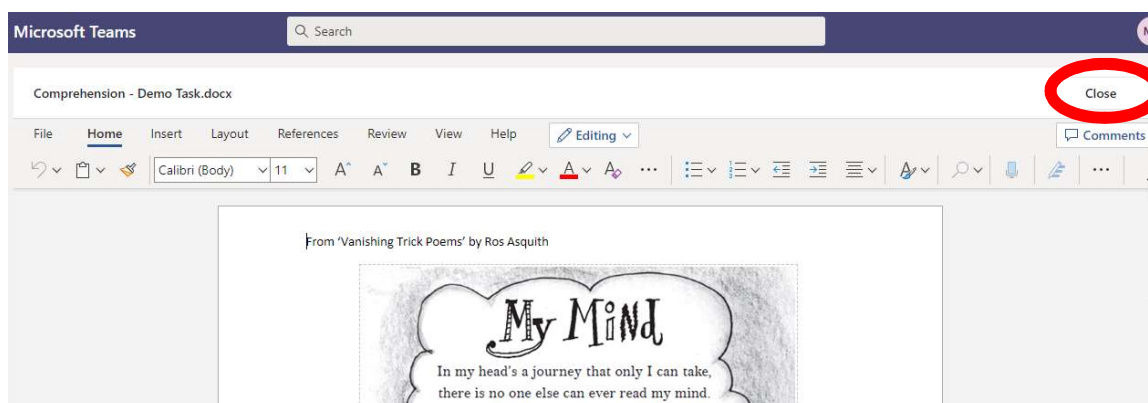 Microsoft Teams
Search
Comprehension - Demo Task.docx
Close
File Home Insert Layout References Review View Help Editing
Comments
Calibri (Body) 11 A A B I U A A
From ‘Vanishing Trick Poems’ by Ros Asquith
My MiNd
In my head's a journey that only I can take,
there is no one else can ever read my mind.